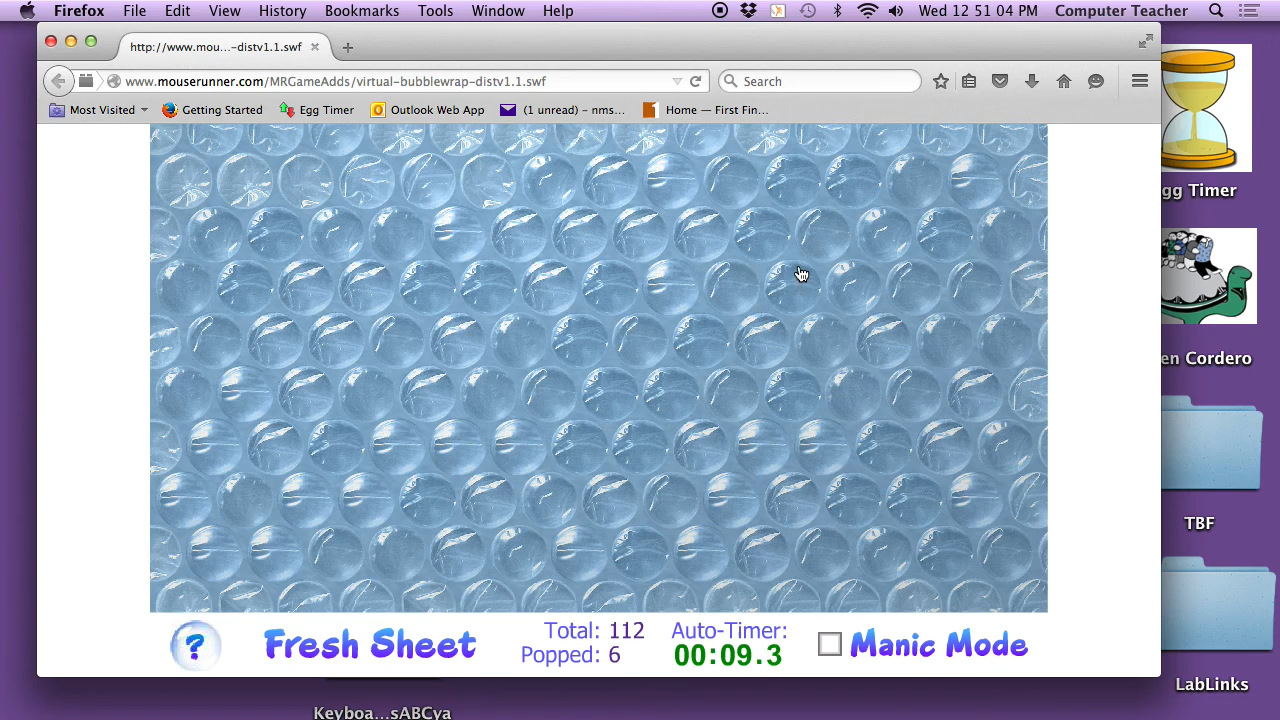 Firefox File Edit View History Bookmarks Tools Window Help Wed 12 51 04 PM Computer Teacher
http://www.mou...-distv1.1.swf
www.mouserunner.com/MRGameAdds/virtual-bubblewrap-distv1.1.swf Search
Most Visited Getting Started Egg Timer Outlook Web App (1 unread) – nms... Home — First Fin...
gg Timer
en Cordero
TBF
LabLinks
? Fresh Sheet Total: 112 Auto-Timer: Manic Mode
Popped: 6 00:09.3
Keyboa...sABCya